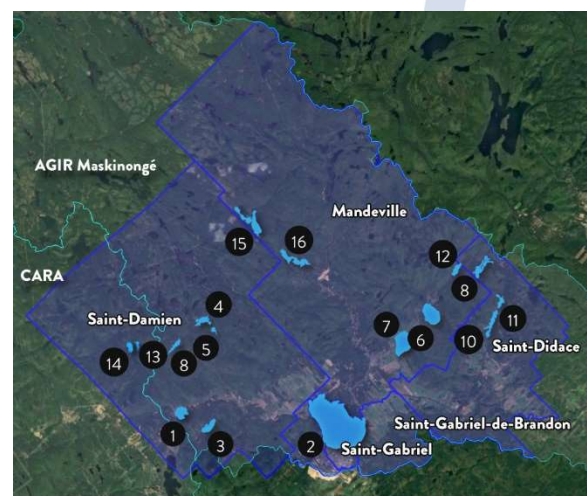 AGIR Maskinongé
Mandeville
15
16
12
CARA
8
4
Saint-Damien
7
6
10
11
14
13
8
5
Saint-Didace
1
3
2
Saint-Gabriel-de-Brandon
Saint-Gabriel